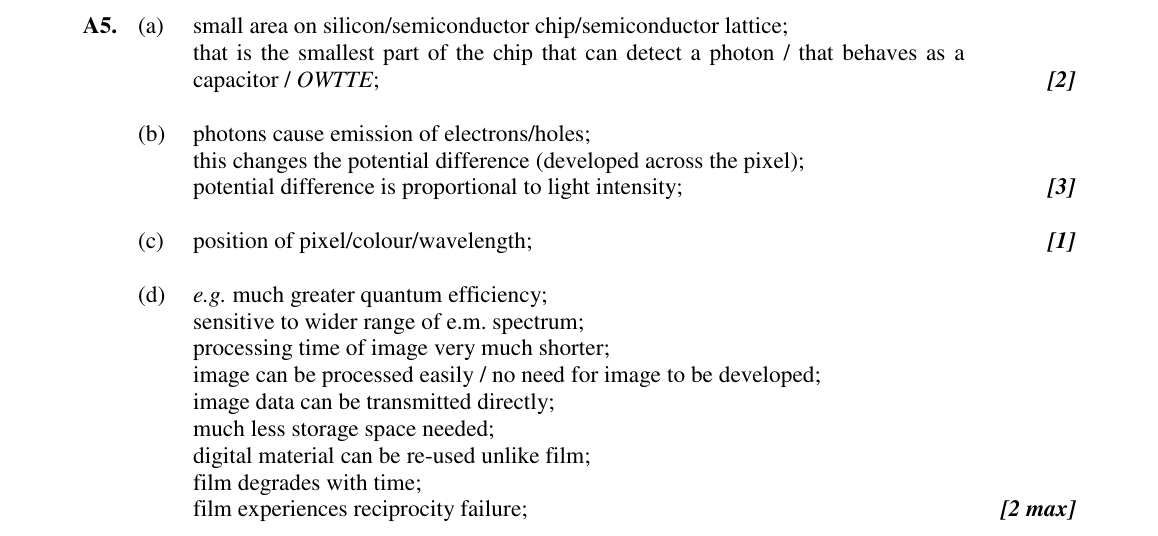 A5. (a) small area on silicon/semiconductor chip/semiconductor lattice;
that is the smallest part of the chip that can detect a photon / that behaves as a
capacitor / OWTTE; [2]
(b) photons cause emission of electrons/holes;
this changes the potential difference (developed across the pixel);
potential difference is proportional to light intensity; [3]
(c) position of pixel/colour/wavelength; [1]
(d) e.g. much greater quantum efficiency;
sensitive to wider range of e.m. spectrum;
processing time of image very much shorter;
image can be processed easily / no need for image to be developed;
image data can be transmitted directly;
much less storage space needed;
digital material can be re-used unlike film;
film degrades with time;
film experiences reciprocity failure; [2 max]